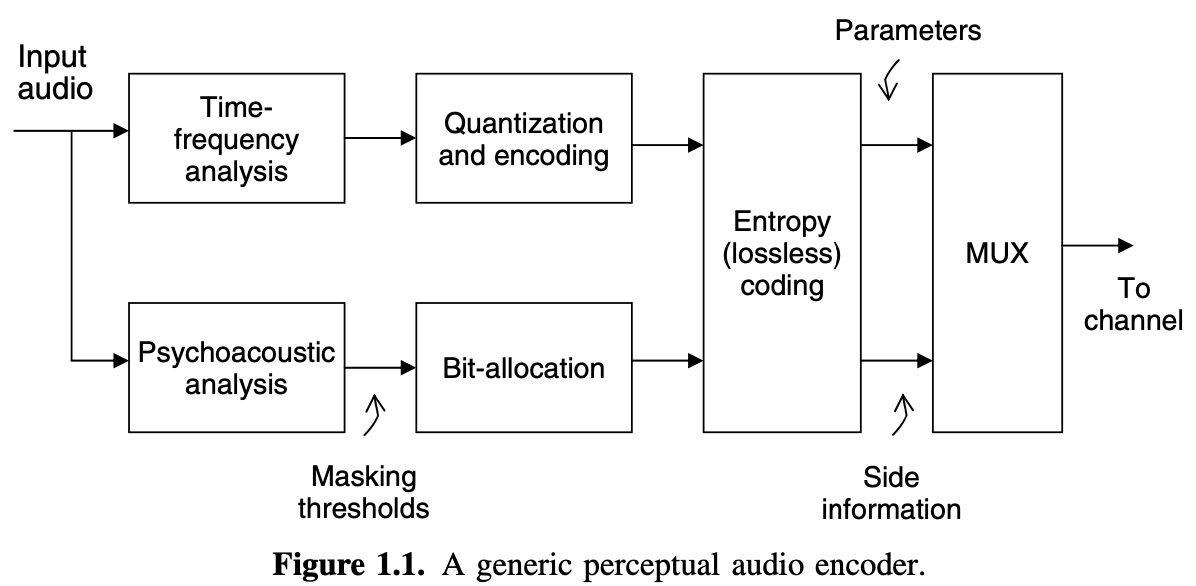 Parameters
Input
audio
Time-
frequency
analysis
Quantization
and encoding
Entropy
(lossless)
coding
MUX
To
channel
Psychoacoustic
analysis
Bit-allocation
Masking
thresholds
Side
information
Figure 1.1. A generic perceptual audio encoder.